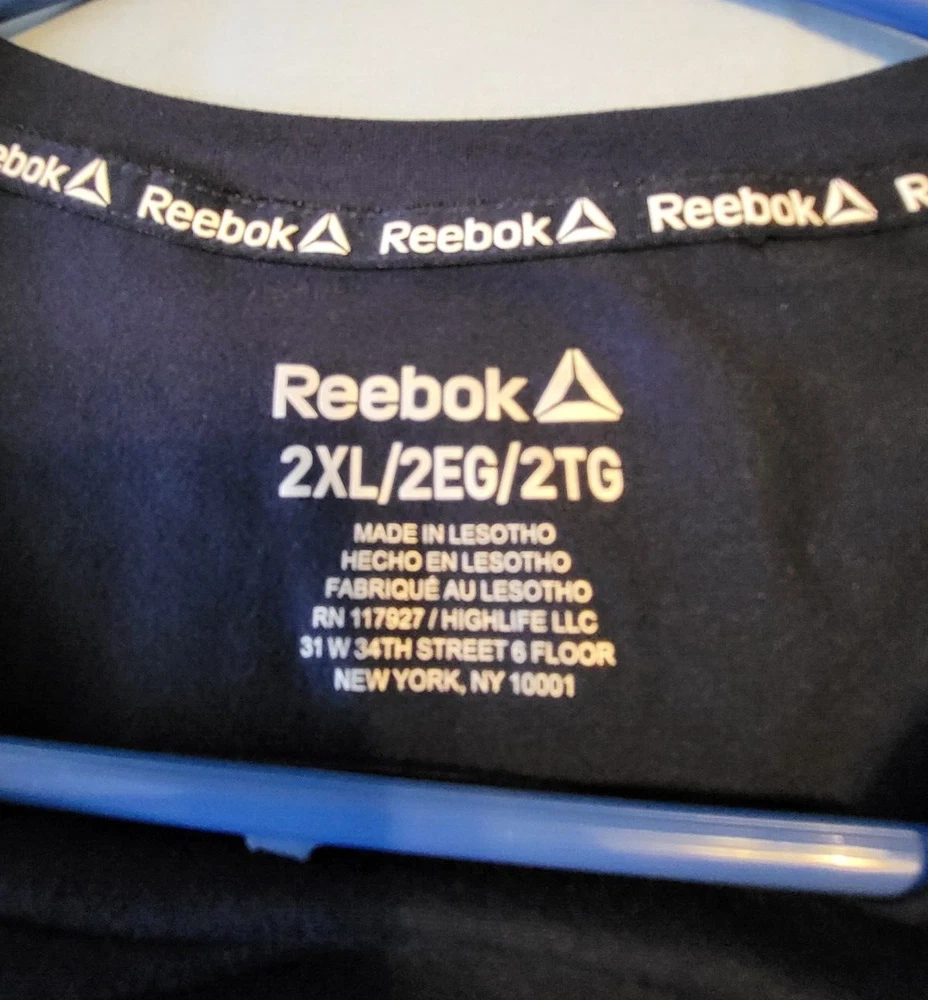 Reebok Reebok Reebok
Reebok
2XL/2EG/2TG
MADE IN LESOTHO
HECHO EN LESOTHO
FABRIQUÉ AU LESOTHO
RN 117927 / HIGHLIFE LLC
31 W 34TH STREET 6 FLOOR
NEW YORK, NY 10001